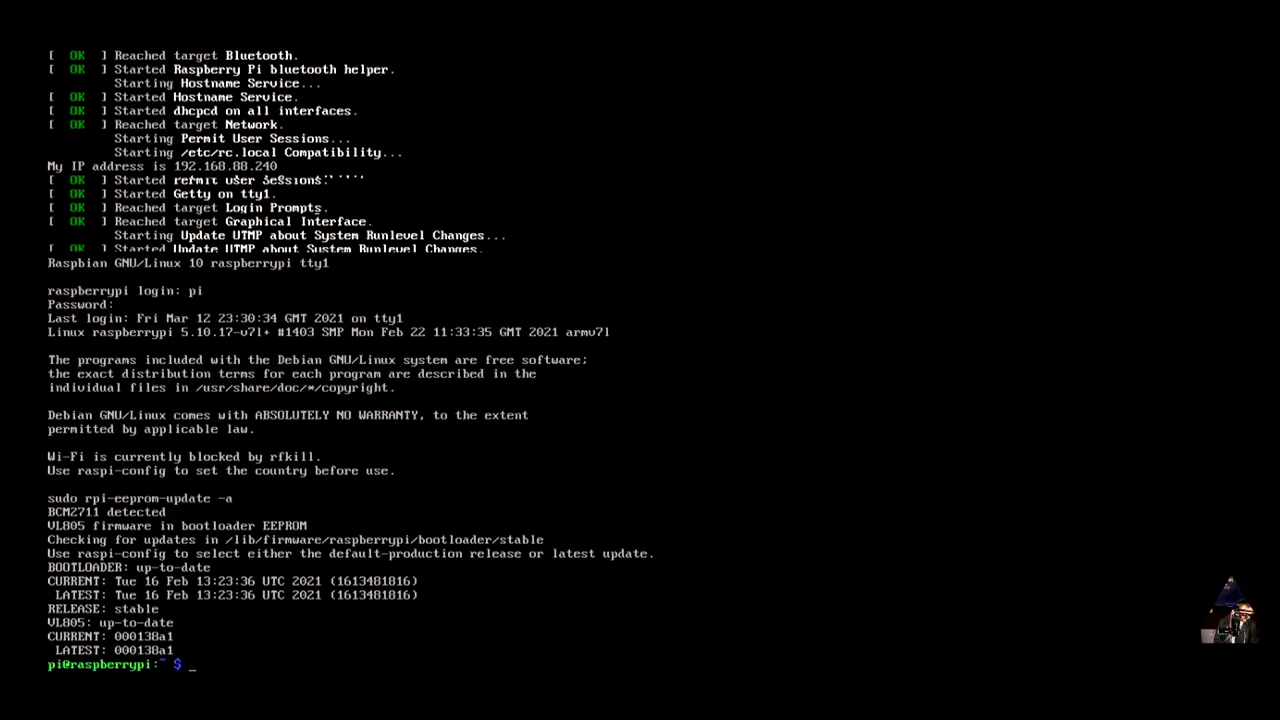 [  OK  ] Reached target Bluetooth.
[  OK  ] Started Raspberry Pi bluetooth helper.
Starting Hostname Service...
[  OK  ] Started Hostname Service.
[  OK  ] Started dhcpcd on all interfaces.
[  OK  ] Reached target Network.
Starting Permit User Sessions...
Starting /etc/rc.local Compatibility...
My IP address is 192.168.88.240
[  OK  ] Started Permit User Sessions.
[  OK  ] Started Getty on tty1.
[  OK  ] Reached target Login Prompts.
[  OK  ] Reached target Graphical Interface.
Starting Update UTMP about System Runlevel Changes...
[  OK  ] Started Update UTMP about System Runlevel Changes.
Raspbian GNU/Linux 10 raspberrypi tty1
raspberrypi login: pi
Password:
Last login: Fri Mar 12 23:30:34 GMT 2021 on tty1
Linux raspberrypi 5.10.17-v7l+ #1403 SMP Mon Feb 22 11:33:35 GMT 2021 armv7l
The programs included with the Debian GNU/Linux system are free software;
the exact distribution terms for each program are described in the
individual files in /usr/share/doc/*/copyright.
Debian GNU/Linux comes with ABSOLUTELY NO WARRANTY, to the extent
permitted by applicable law.
Wi-Fi is currently blocked by rfkill.
Use raspi-config to set the country before use.
sudo rpi-eeprom-update -a
BCM2711 detected
VL805 firmware in bootloader EEPROM
Checking for updates in /lib/firmware/raspberrypi/bootloader/stable
Use raspi-config to select either the default-production release or latest update.
BOOTLOADER: up-to-date
CURRENT: Tue 16 Feb 13:23:36 UTC 2021 (1613481816)
LATEST: Tue 16 Feb 13:23:36 UTC 2021 (1613481816)
RELEASE: stable
VL805: up-to-date
CURRENT: 000138a1
LATEST: 000138a1
pi@raspberrypi:~ $ _